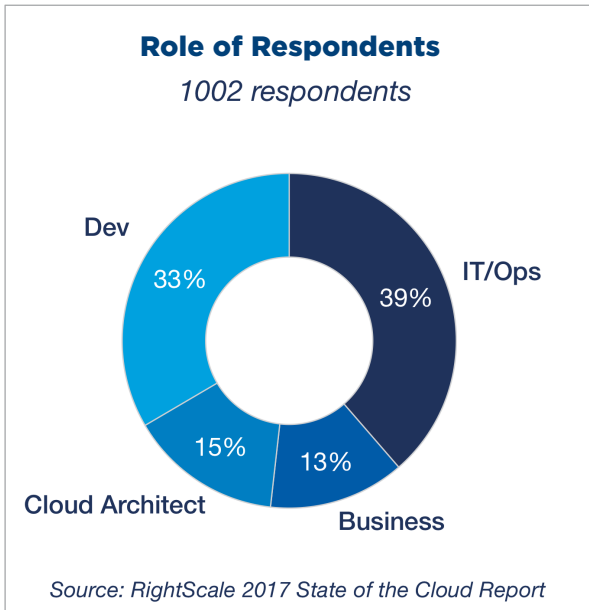 Role of Respondents
1002 respondents
Dev
33%
IT/Ops
39%
15%
13%
Cloud Architect
Business
Source: RightScale 2017 State of the Cloud Report